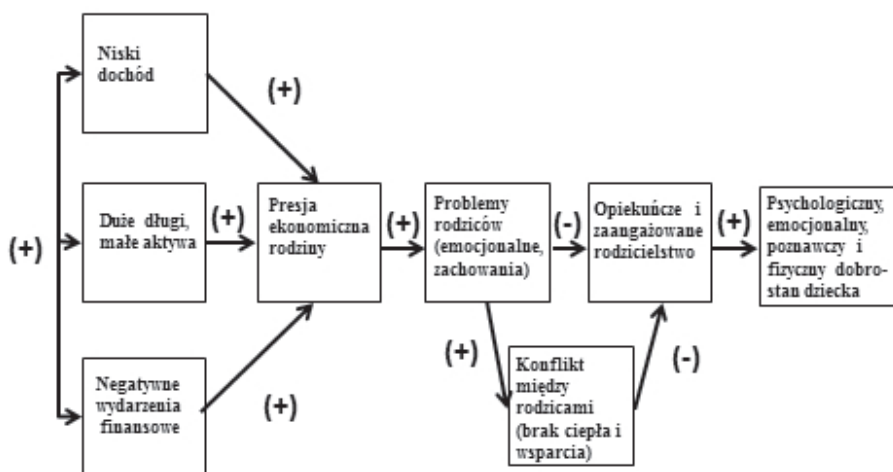 Niski
dochód
(+)
Duże długi,
małe aktywa
(+)
(+)
Negatywne
wydarzenia
finansowe
(+)
Presja
ekonomiczna
rodziny
(+)
Problemy
rodziców
(emocjonalne,
zachowania)
(-)
(+)
Konflikt
między
rodzicami
(brak ciepła i
wsparcia)
(-)
Opiekuńcze i
zaangażowane
rodzicielstwo
(+)
Psychologiczny,
emocjonalny,
poznawczy i
fizyczny dobro-
stan dziecka